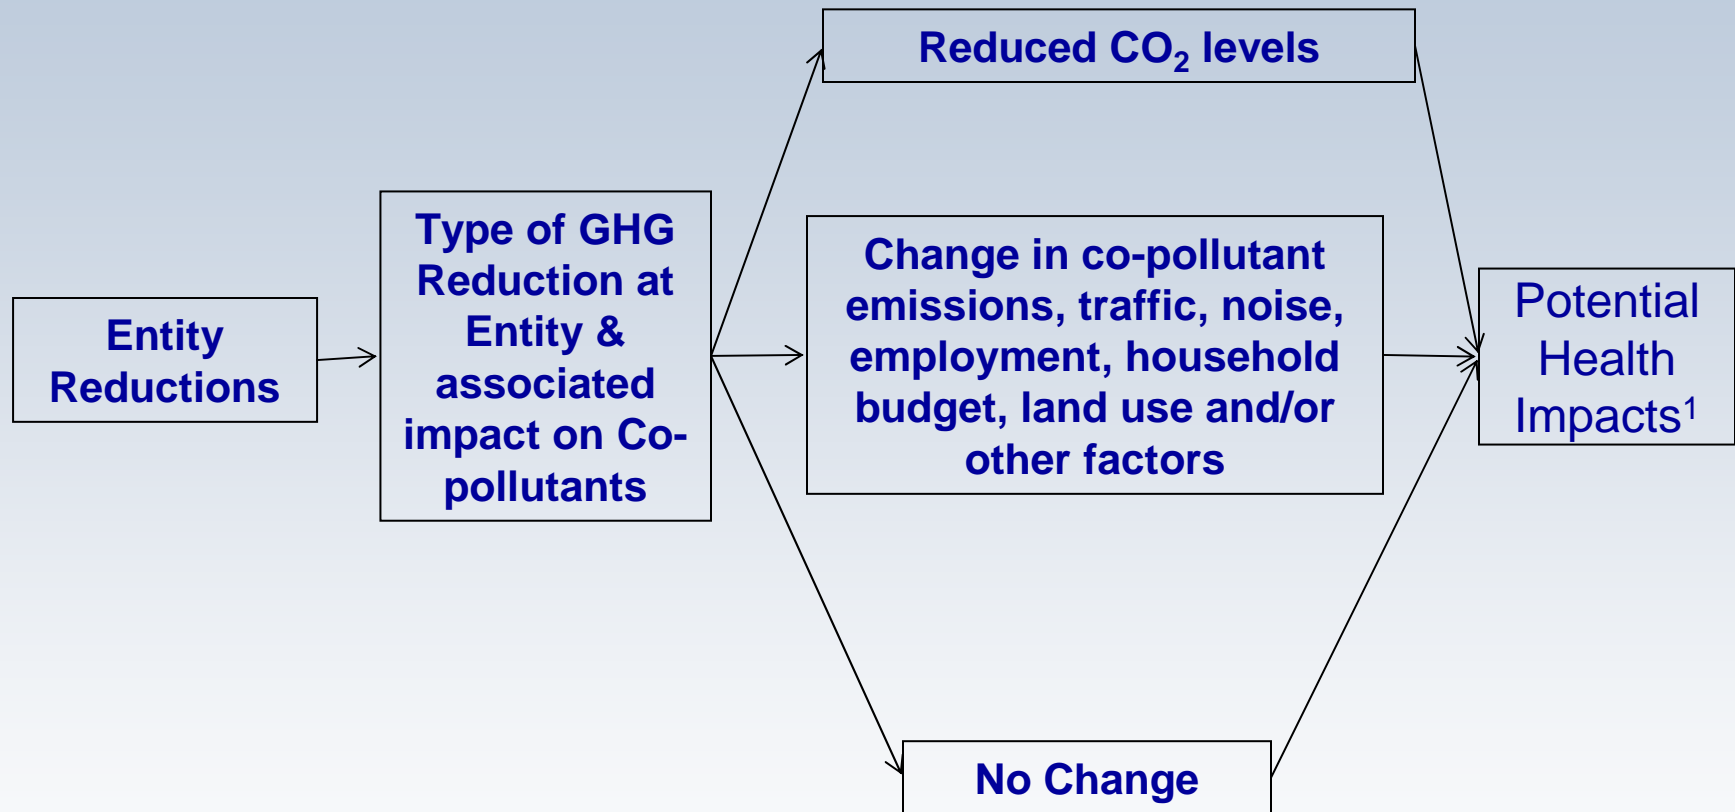 Reduced CO₂ levels
Type of GHG
Reduction at
Entity &
associated
impact on Co-
pollutants
Change in co-pollutant
emissions, traffic, noise,
employment, household
budget, land use and/or
other factors
Entity
Reductions
Potential
Health
Impacts¹
No Change